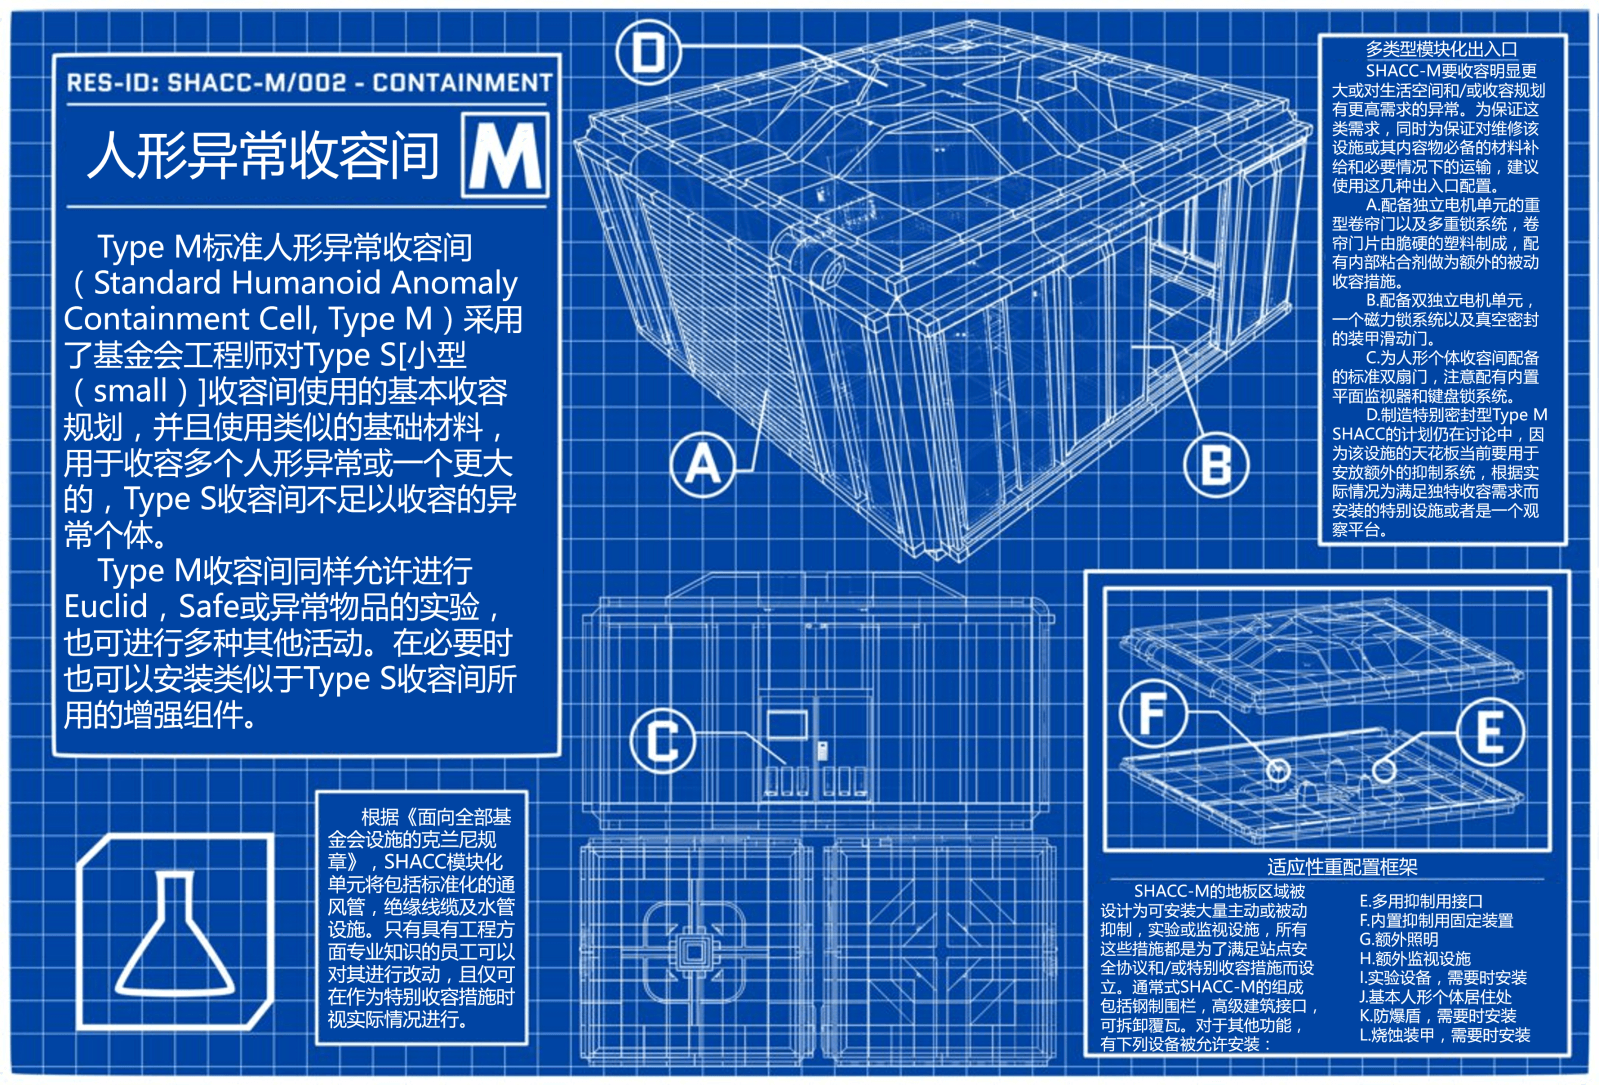 RES-ID: SHACC-M/002 - CONTAINMENT
人形异常收容间
M
Type M标准人形异常收容间
（Standard Humanoid Anomaly
Containment Cell, Type M）采用
了基金会工程师对Type S[小型
（small）]收容间使用的基本收容
规划，并且使用类似的基础材料，
用于收容多个人形异常或一个更大
的，Type S收容间不足以收容的异
常个体。
Type M收容间同样允许进行
Euclid，Safe或异常物品的实验，
也可进行多种其他活动。在必要时
也可以安装类似于Type S收容间所
用的增强组件。
根据《面向全部基
金会设施的克兰尼规
章》，SHACC模块化
单元将包括标准化的通
风管，绝缘线缆及水管
设施。只有具有工程方
面专业知识的员工可以
对其进行改动，且仅可
在作为特别收容措施时
视实际情况进行。
D
A
B
C
多类型模块化出入口
SHACC-M要收容明显更
大或对生活空间和/或收容规划
有更高需求的异常。为保证这
类需求，同时为保证对维修该
设施或其内容物必备的材料补
给和必要情况下的运输，建议
使用这几种出入口配置。
A.配备独立电机单元的重
型卷帘门以及多重锁系统，卷
帘门片由脆硬的塑料制成，配
有内部粘合剂做为额外的被动
收容措施。
B.配备双独立电机单元，
一个磁力锁系统以及真空密封
的装甲滑动门。
C.为人形个体收容间配备
的标准双扇门，注意配有内置
平面监视器和键盘锁系统。
D.制造特别密封型Type M
SHACC的计划仍在讨论中，因
为该设施的天花板当前要用于
安放额外的抑制系统，根据实
际情况为满足独特收容需求而
安装的特别设施或者是一个观
察平台。
F
E
适应性重配置框架
SHACC-M的地板区域被
设计为可安装大量主动或被动
抑制，实验或监视设施，所有
这些措施都是为了满足站点安
全协议和/或特别收容措施而设
立。通常式SHACC-M的组成
包括钢制围栏，高级建筑接口，
可拆卸覆瓦。对于其他功能，
有下列设备被允许安装：
E.多用抑制用接口
F.内置抑制用固定装置
G.额外照明
H.额外监视设施
I.实验设备，需要时安装
J.基本人形个体居住处
K.防爆盾，需要时安装
L.烧蚀装甲，需要时安装